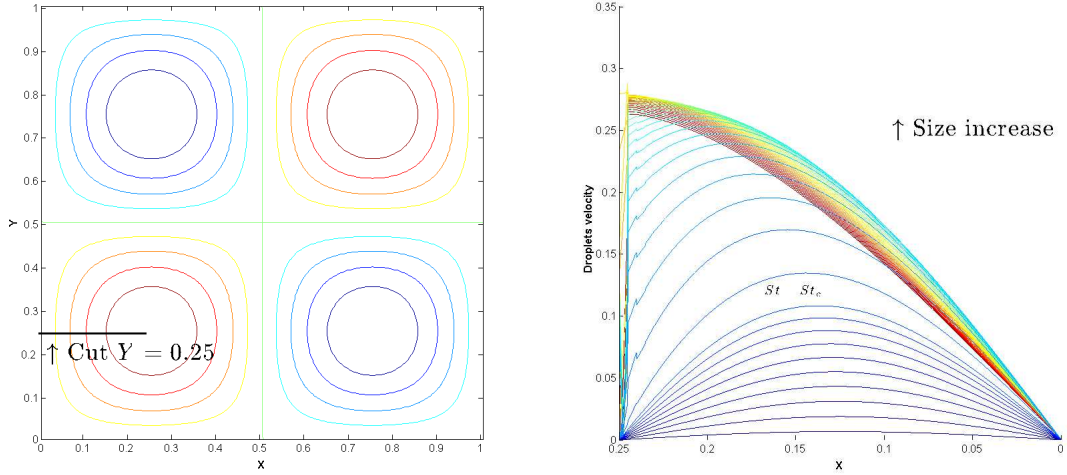 1
0.9
0.8
0.7
0.6
0.5
0.4
0.3
0.2
0.1
0
Y
0 0.1 0.2 0.3 0.4 0.5 0.6 0.7 0.8 0.9 1
X
↑ Cut Y = 0.25
0.35
0.3
0.25
0.2
0.15
0.1
0.05
0
Droplets velocity
↑ Size increase
St St_c
0.25 0.2 0.15 0.1 0.05 0
X